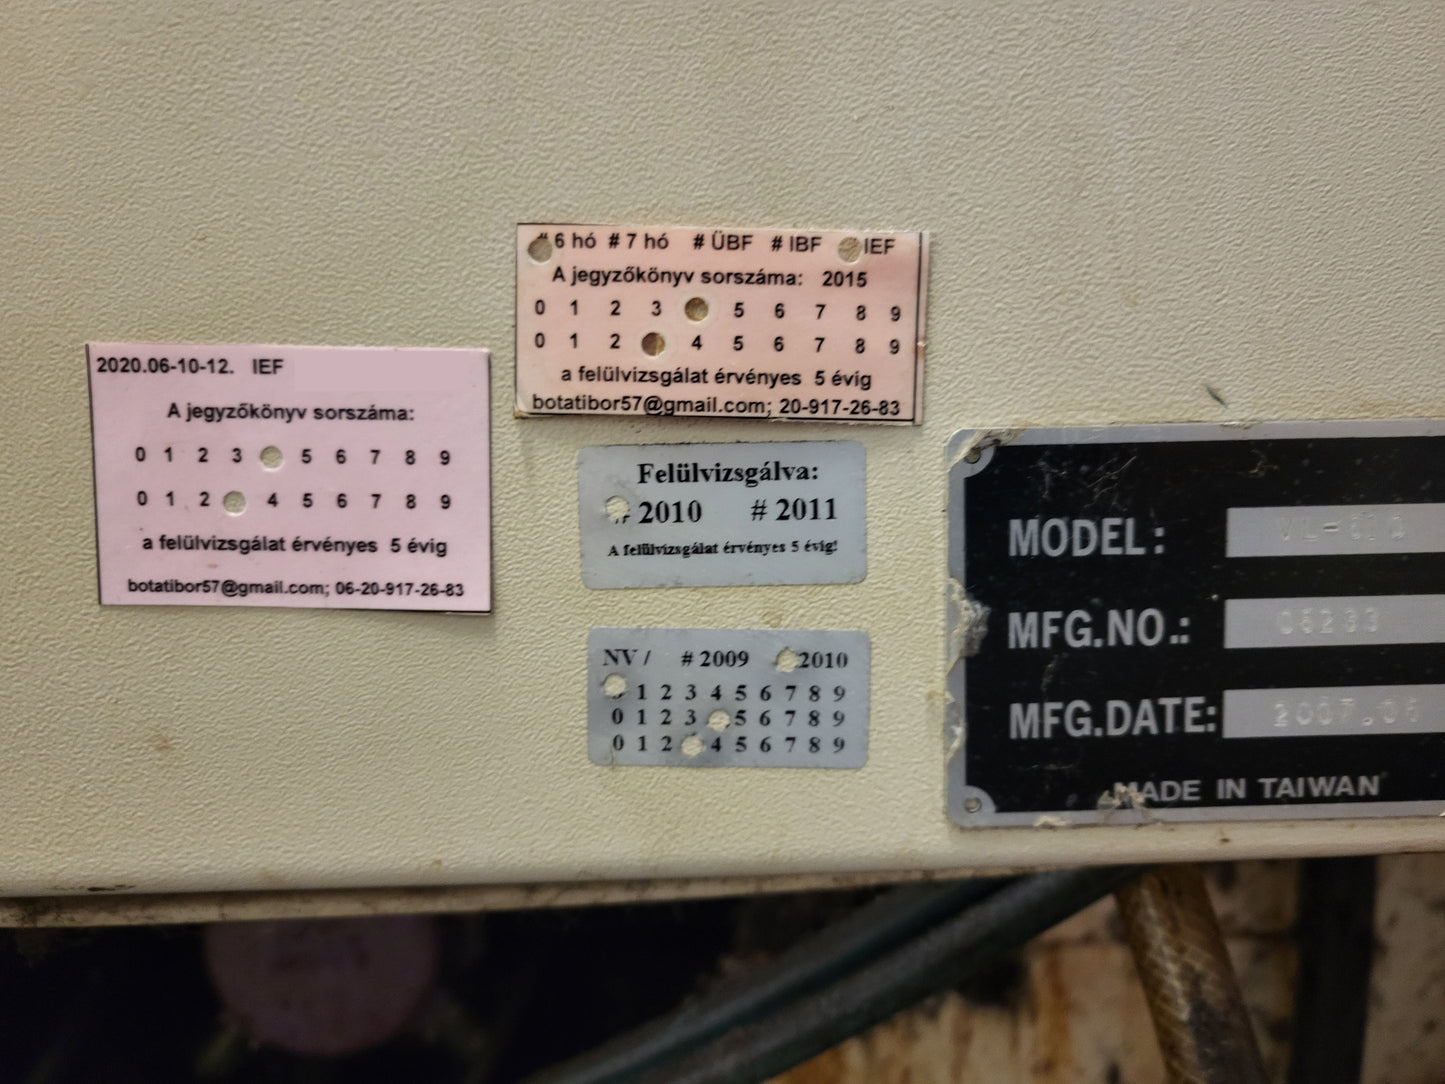 2020.06-10-12. IEF
A jegyzőkönyv sorszáma:
0 1 2 3 5 6 7 8 9
0 1 2 4 5 6 7 8 9
a felülvizsgálat érvényes 5 évig
botatibor57@gmail.com; 06-20-917-26-83
# 6 hó # 7 hó # ÜBF # IBF IEF
A jegyzőkönyv sorszáma: 2015
0 1 2 3 5 6 7 8 9
0 1 2 4 5 6 7 8 9
a felülvizsgálat érvényes 5 évig
botatibor57@gmail.com; 20-917-26-83
Felülvizsgálva:
# 2010 # 2011
A felülvizsgálat érvényes 5 évig!
NV / # 2009 2010
1 2 3 4 5 6 7 8 9
0 1 2 3 5 6 7 8 9
0 1 2 4 5 6 7 8 9
MODEL:
MFG.NO.: 05233
MFG.DATE: 2007.05
MADE IN TAIWAN